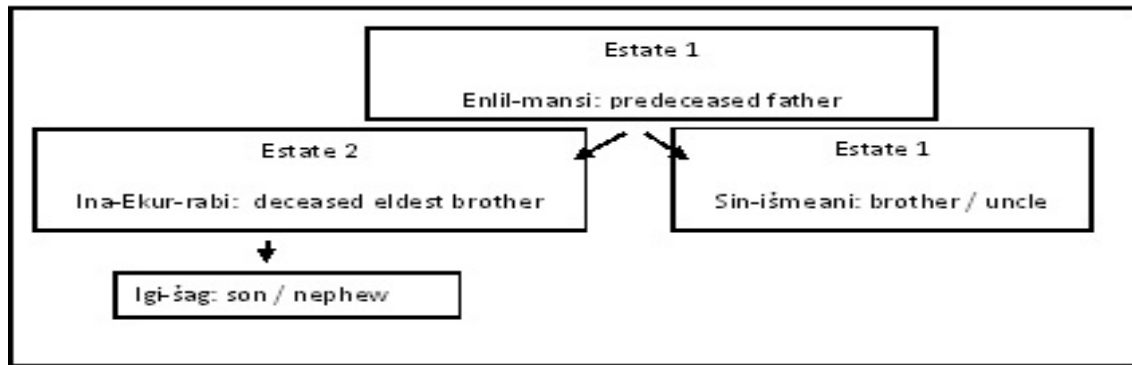 Estate 1
Enlil-mansi: predeceased father
Estate 2
Ina-Ekur-rabi: deceased eldest brother
Estate 1
Sin-išmeani: brother / uncle
Igi-šag: son / nephew